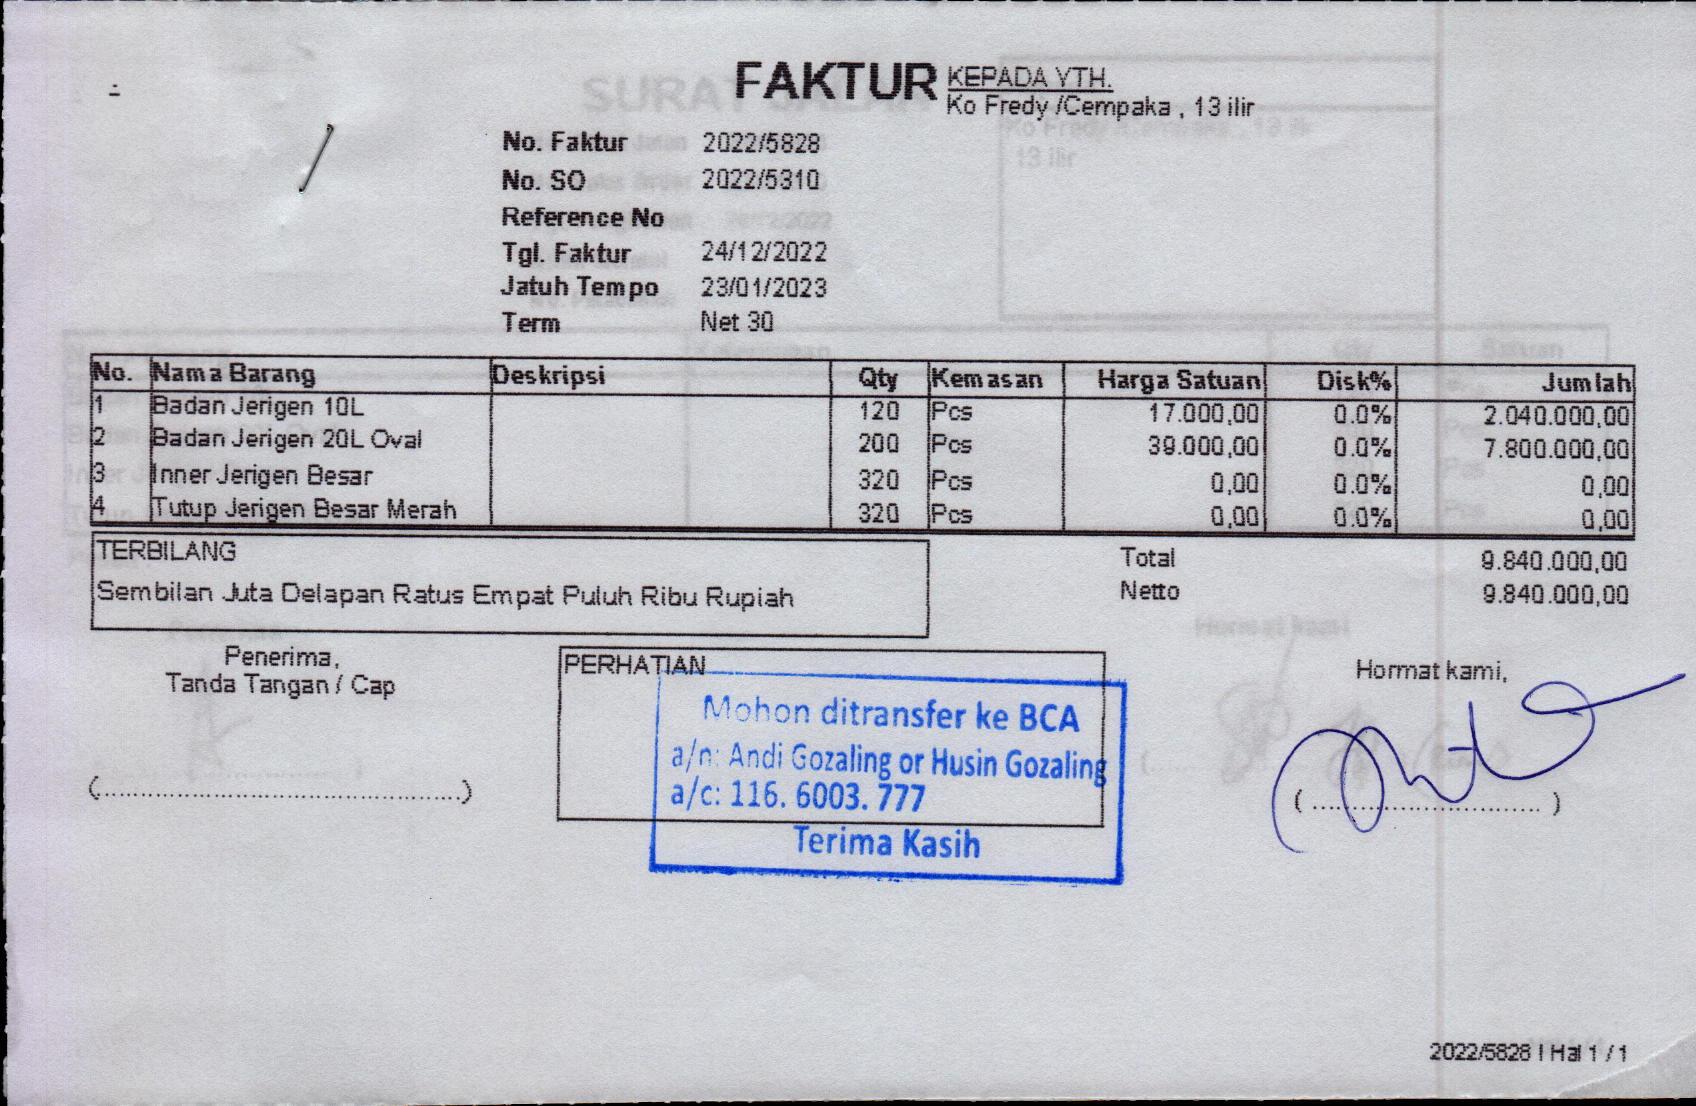 FAKTUR
KEPADA YTH.
Ko Fredy /Cempaka , 13 ilir
No. Faktur 2022/5828
No. SO 2022/5310
Reference No
Tgl. Faktur 24/12/2022
Jatuh Tempo 23/01/2023
Term Net 30
No. Nama Barang Deskripsi Qty Kemasan Harga Satuan Disk% Jumlah
1 Badan Jerigen 10L 120 Pcs 17.000,00 0.0% 2.040.000,00
2 Badan Jerigen 20L Oval 200 Pcs 39.000,00 0.0% 7.800.000,00
3 Inner Jerigen Besar 320 Pcs 0,00 0.0% 0,00
4 Tutup Jerigen Besar Merah 320 Pcs 0,00 0.0% 0,00
TERBILANG
Sembilan Juta Delapan Ratus Empat Puluh Ribu Rupiah
Total 9.840.000,00
Netto 9.840.000,00
Penerima,
Tanda Tangan / Cap
(..........................................)
PERHATIAN
Mohon ditransfer ke BCA
a/n: Andi Gozaling or Husin Gozaling
a/c: 116. 6003. 777
Terima Kasih
Hormat kami,
( ............................ )
2022/5828 | Hal 1 / 1